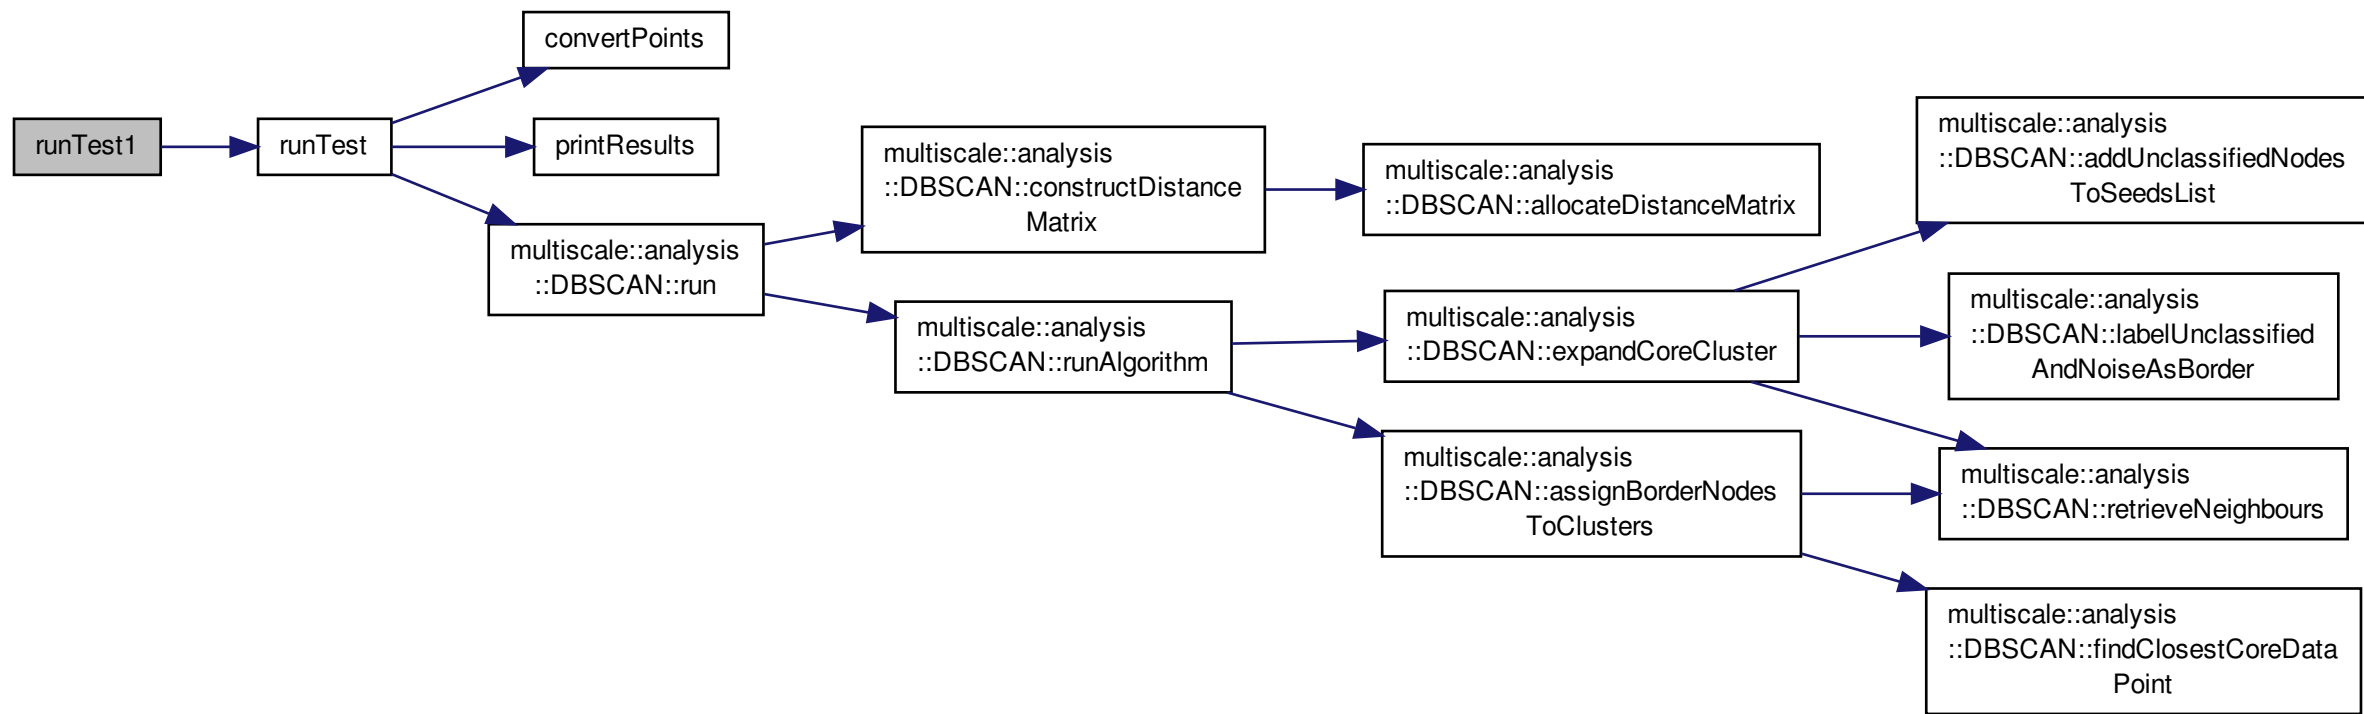 convertPoints
runTest1
runTest
printResults
multiscale::analysis
::DBSCAN::run
multiscale::analysis
::DBSCAN::constructDistance
Matrix
multiscale::analysis
::DBSCAN::runAlgorithm
multiscale::analysis
::DBSCAN::allocateDistanceMatrix
multiscale::analysis
::DBSCAN::expandCoreCluster
multiscale::analysis
::DBSCAN::assignBorderNodes
ToClusters
multiscale::analysis
::DBSCAN::addUnclassifiedNodes
ToSeedsList
multiscale::analysis
::DBSCAN::labelUnclassified
AndNoiseAsBorder
multiscale::analysis
::DBSCAN::retrieveNeighbours
multiscale::analysis
::DBSCAN::findClosestCoreData
Point